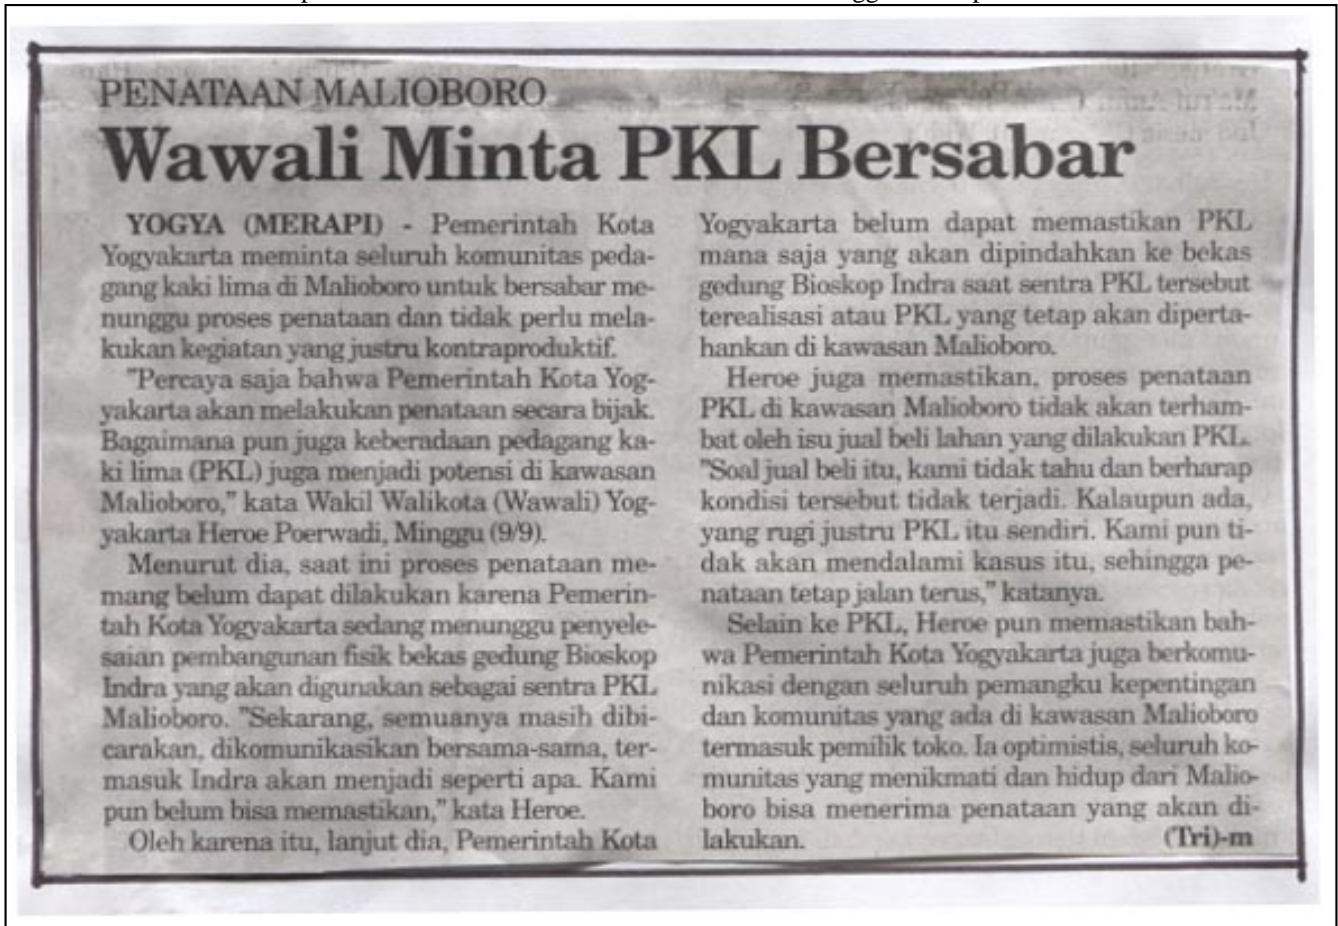 PENATAAN MALIOBORO
Wawali Minta PKL Bersabar
YOGYA (MERAPI) - Pemerintah Kota
Yogyakarta meminta seluruh komunitas peda-
gang kaki lima di Malioboro untuk bersabar me-
nunggu proses penataan dan tidak perlu mela-
kukan kegiatan yang justru kontraproduktif.
"Percaya saja bahwa Pemerintah Kota Yog-
yakarta akan melakukan penataan secara bijak.
Bagaimana pun juga keberadaan pedagang ka-
ki lima (PKL) juga menjadi potensi di kawasan
Malioboro," kata Wakil Walikota (Wawali) Yog-
yakarta Heroe Poerwadi, Minggu (9/9).
Menurut dia, saat ini proses penataan me-
mang belum dapat dilakukan karena Pemerin-
tah Kota Yogyakarta sedang menunggu penyele-
saian pembangunan fisik bekas gedung Bioskop
Indra yang akan digunakan sebagai sentra PKL
Malioboro. "Sekarang, semuanya masih dibi-
carakan, dikomunikasikan bersama-sama, ter-
masuk Indra akan menjadi seperti apa. Kami
pun belum bisa memastikan," kata Heroe.
Oleh karena itu, lanjut dia, Pemerintah Kota
Yogyakarta belum dapat memastikan PKL
mana saja yang akan dipindahkan ke bekas
gedung Bioskop Indra saat sentra PKL tersebut
terealisasi atau PKL yang tetap akan diperta-
hankan di kawasan Malioboro.
Heroe juga memastikan, proses penataan
PKL di kawasan Malioboro tidak akan terham-
bat oleh isu jual beli lahan yang dilakukan PKL.
"Soal jual beli itu, kami tidak tahu dan berharap
kondisi tersebut tidak terjadi. Kalaupun ada,
yang rugi justru PKL itu sendiri. Kami pun ti-
dak akan mendalami kasus itu, sehingga pe-
nataan tetap jalan terus," katanya.
Selain ke PKL, Heroe pun memastikan bah-
wa Pemerintah Kota Yogyakarta juga berkomu-
nikasi dengan seluruh pemangku kepentingan
dan komunitas yang ada di kawasan Malioboro
termasuk pemilik toko. Ia optimistis, seluruh ko-
munitas yang menikmati dan hidup dari Malio-
boro bisa menerima penataan yang akan di-
lakukan. (Tri)-m